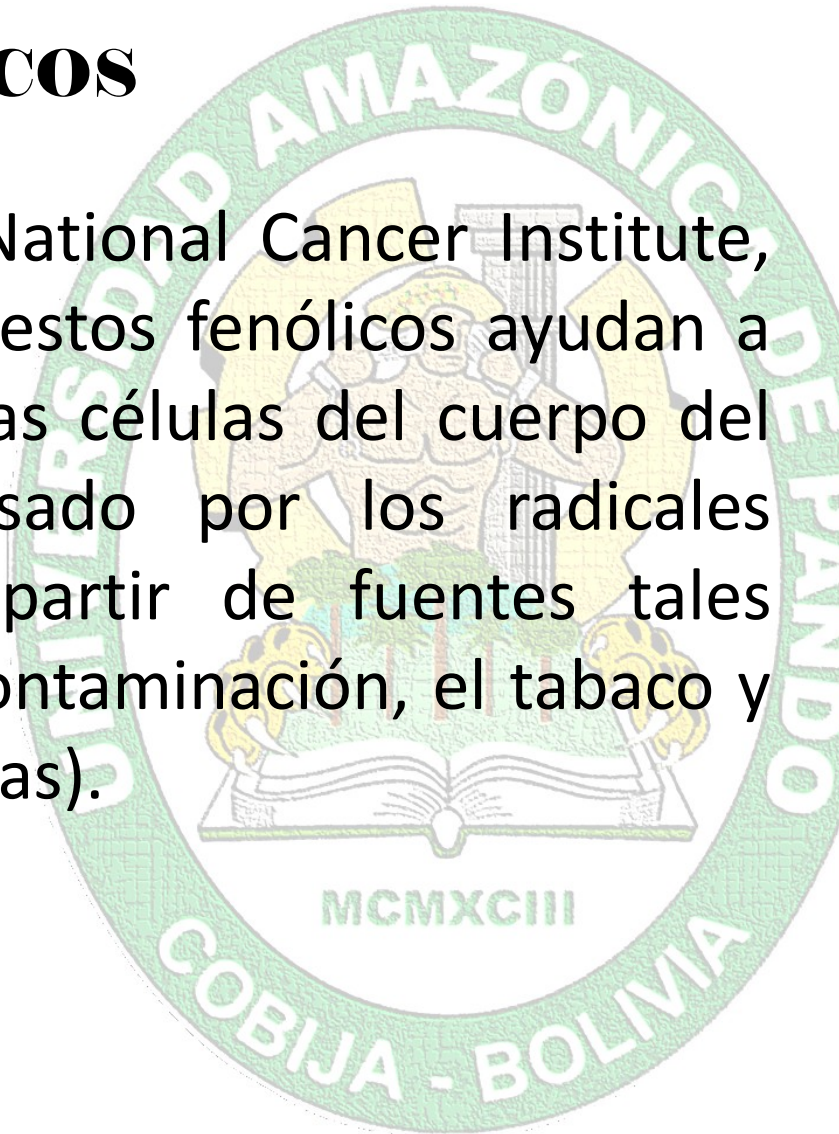 cos
National Cancer Institute,
estos fenólicos ayudan a
as células del cuerpo del
sado por los radicales
partir de fuentes tales
ontaminación, el tabaco y
as).
UNIVERSIDAD AMAZÓNICA DE PANDO
MCMXCIII
COBIJA - BOLIVIA